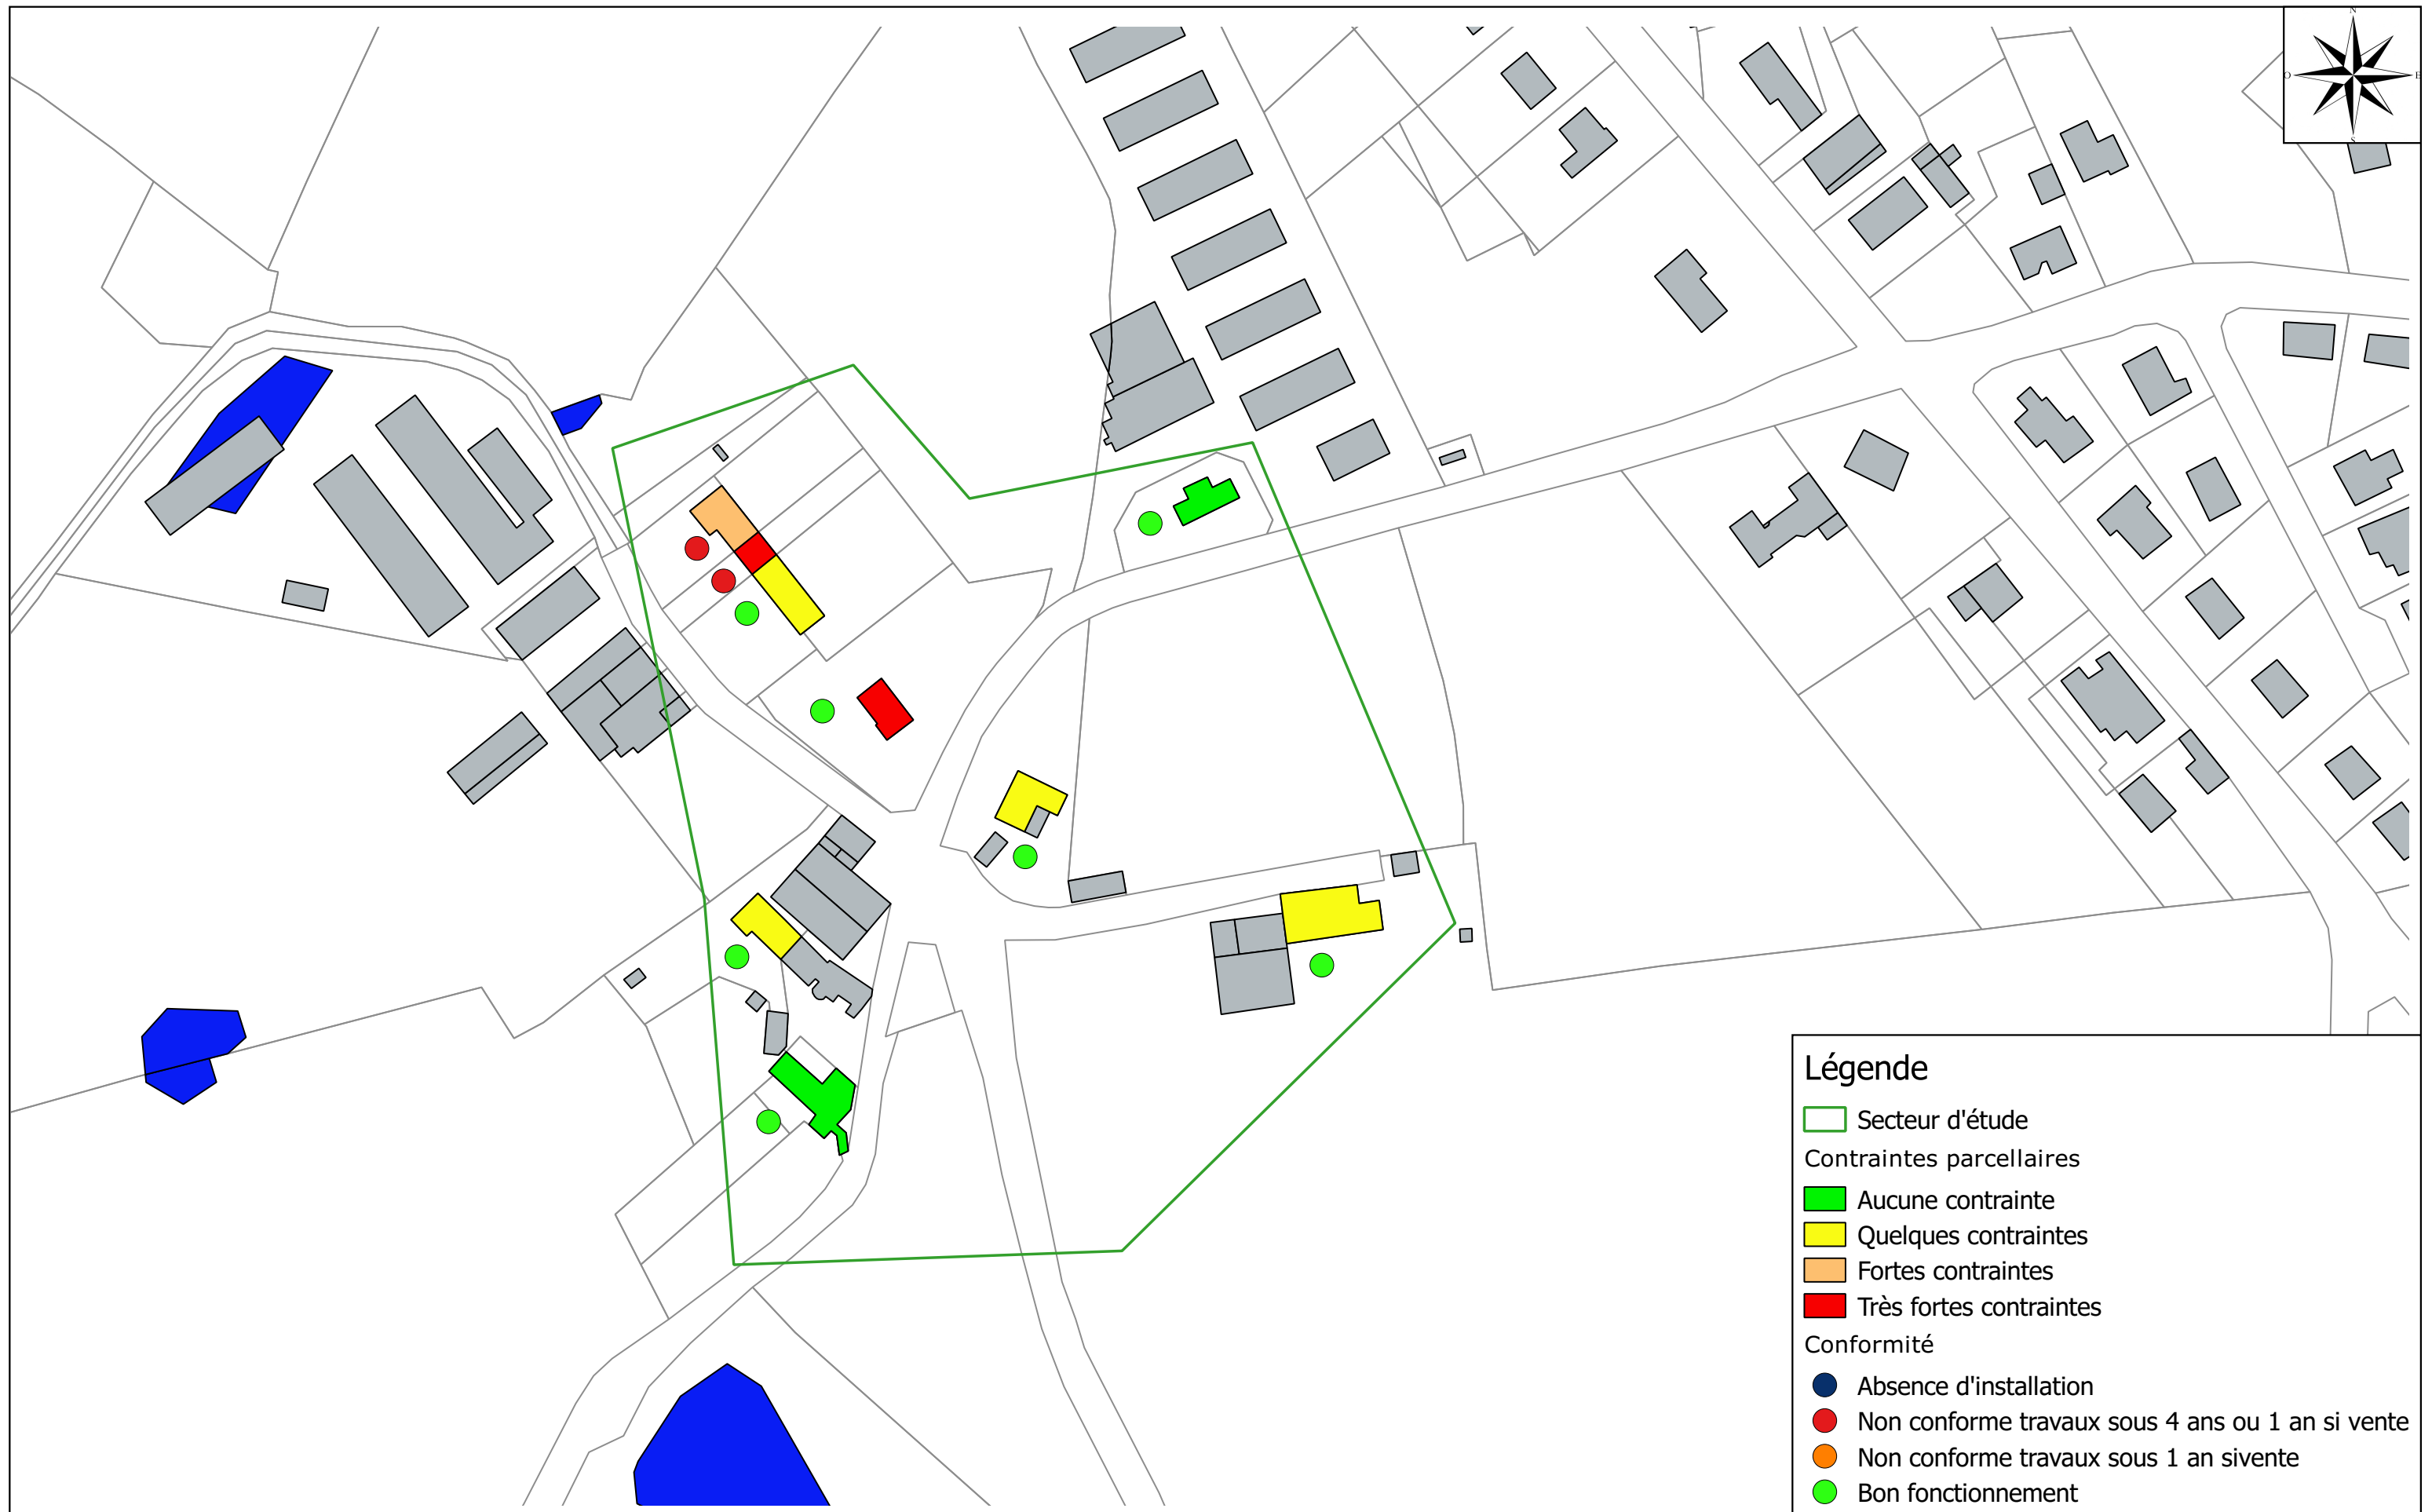 N
O
E
S
Légende
Secteur d'étude
Contraintes parcellaires
Aucune contrainte
Quelques contraintes
Fortes contraintes
Très fortes contraintes
Conformité
Absence d'installation
Non conforme travaux sous 4 ans ou 1 an si vente
Non conforme travaux sous 1 an sivente
Bon fonctionnement